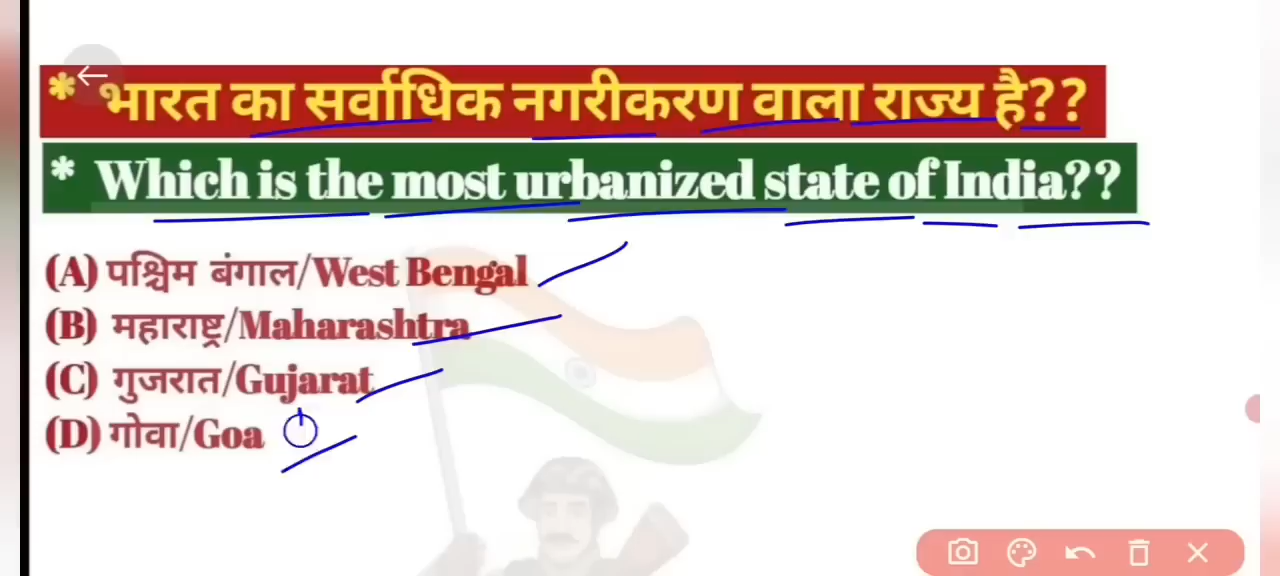 * भारत का सर्वाधिक नगरीकरण वाला राज्य है??
* Which is the most urbanized state of India??
(A) पश्चिम बंगाल/West Bengal
(B) महाराष्ट्र/Maharashtra
(C) गुजरात/Gujarat
(D) गोवा/Goa